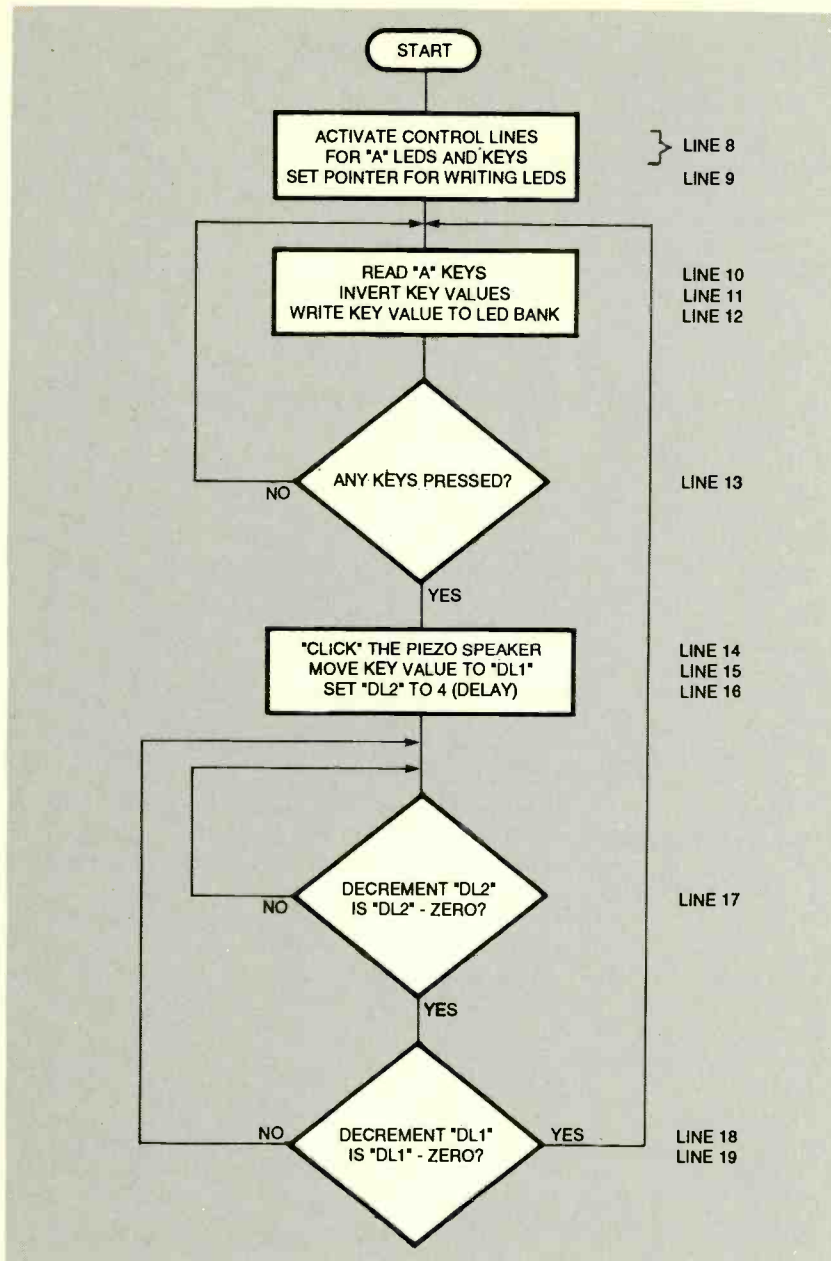 START
ACTIVATE CONTROL LINES
FOR "A" LEDS AND KEYS
SET POINTER FOR WRITING LEDS
LINE 8
LINE 9
READ "A" KEYS
INVERT KEY VALUES
WRITE KEY VALUE TO LED BANK
LINE 10
LINE 11
LINE 12
ANY KEYS PRESSED?
NO
LINE 13
YES
"CLICK" THE PIEZO SPEAKER
MOVE KEY VALUE TO "DL1"
SET "DL2" TO 4 (DELAY)
LINE 14
LINE 15
LINE 16
DECREMENT "DL2"
IS "DL2" - ZERO?
NO
LINE 17
YES
NO
DECREMENT "DL1"
IS "DL1" - ZERO?
YES
LINE 18
LINE 19